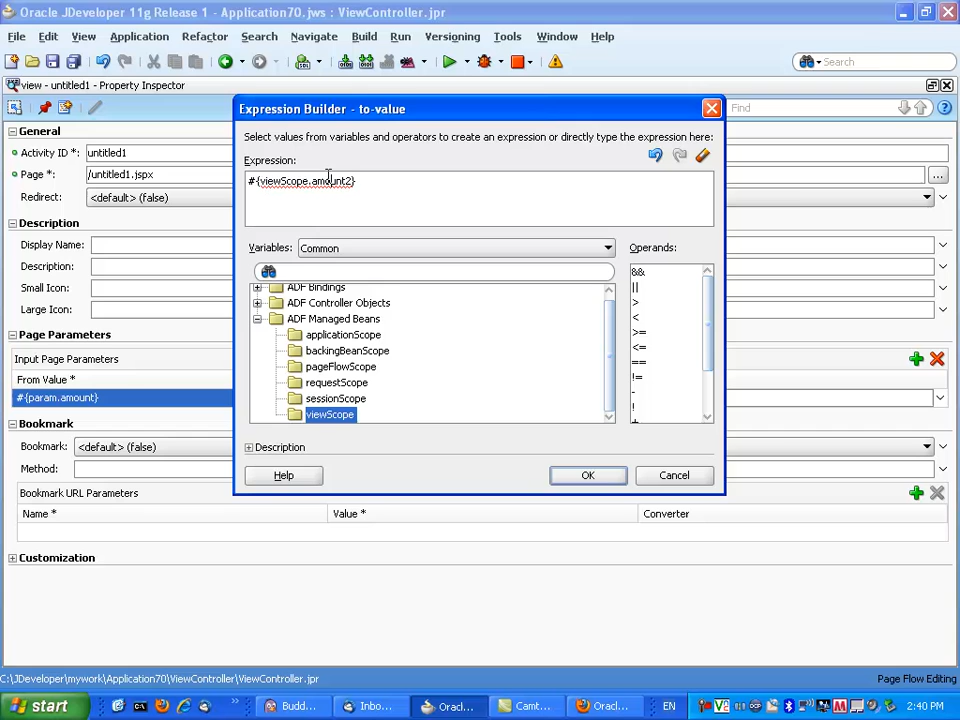 Oracle JDeveloper 11g Release 1 - Application70.jws : ViewController.jpr
File Edit View Application Refactor Search Navigate Build Run Versioning Tools Window Help
Search
view - untitled1 - Property Inspector
Expression Builder - to-value
Find
General
Select values from variables and operators to create an expression or directly type the expression here:
Activity ID *: untitled1
Expression:
Page *: /untitled1.jspx
#{viewScope.amount2}
Redirect: <default> (false)
Description
Display Name:
Variables: Common
Operands:
Description:
Small Icon:
Large Icon:
ADF Bindings
ADF Controller Objects
ADF Managed Beans
applicationScope
backingBeanScope
pageFlowScope
requestScope
sessionScope
viewScope
&&
||
>
<
>=
<=
==
!=
-
!
+
Page Parameters
Input Page Parameters
From Value *
#{param.amount}
Bookmark
Bookmark: <default> (false)
Description
Method:
Help OK Cancel
Bookmark URL Parameters
Name * Value * Converter
Customization
C:\JDeveloper\mywork\Application70\ViewController.jpr
Page Flow Editing
start Budd... Inbo... Oracl... Camt... Oracl... EN 2:40 PM